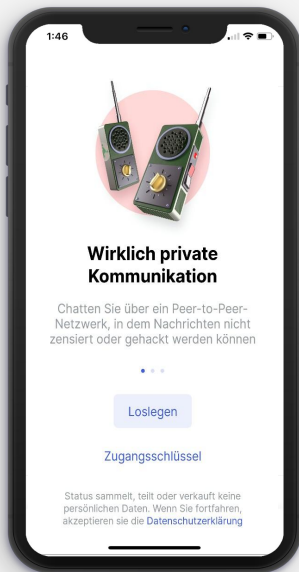 1:46
Wirklich private
Kommunikation
Chatten Sie über ein Peer-to-Peer-
Netzwerk, in dem Nachrichten nicht
zensiert oder gehackt werden können
Loslegen
Zugangsschlüssel
Status sammelt, teilt oder verkauft keine
persönlichen Daten. Wenn Sie fortfahren,
akzeptieren sie die Datenschutzerklärung